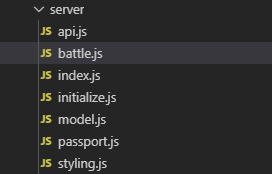 server
JS api.js
JS battle.js
JS index.js
JS initialize.js
JS model.js
JS passport.js
JS styling.js